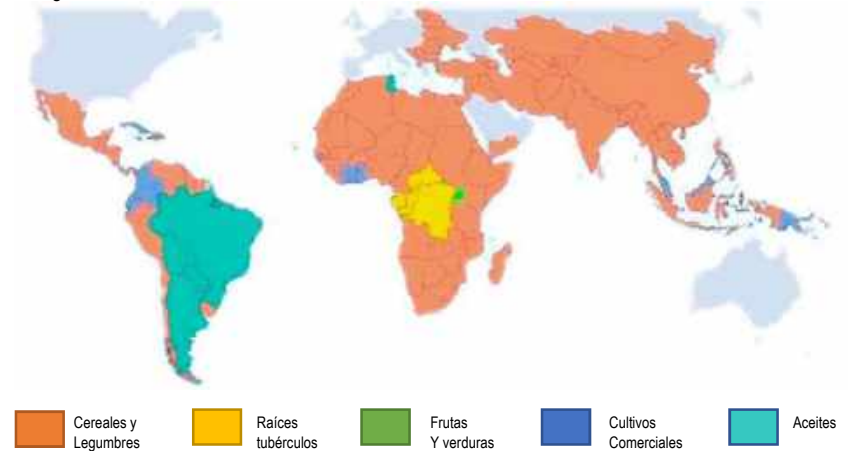 Cereales y
Legumbres
Raíces
tubérculos
Frutas
Y verduras
Cultivos
Comerciales
Aceites